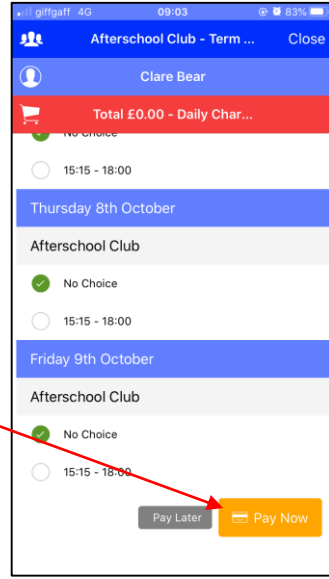 giffgaff 4G 09:03 83%
Afterschool Club - Term ... Close
Clare Bear
Total £0.00 - Daily Char...
No Choice
15:15 - 18:00
Thursday 8th October
Afterschool Club
No Choice
15:15 - 18:00
Friday 9th October
Afterschool Club
No Choice
15:15 - 18:00
Pay Later Pay Now